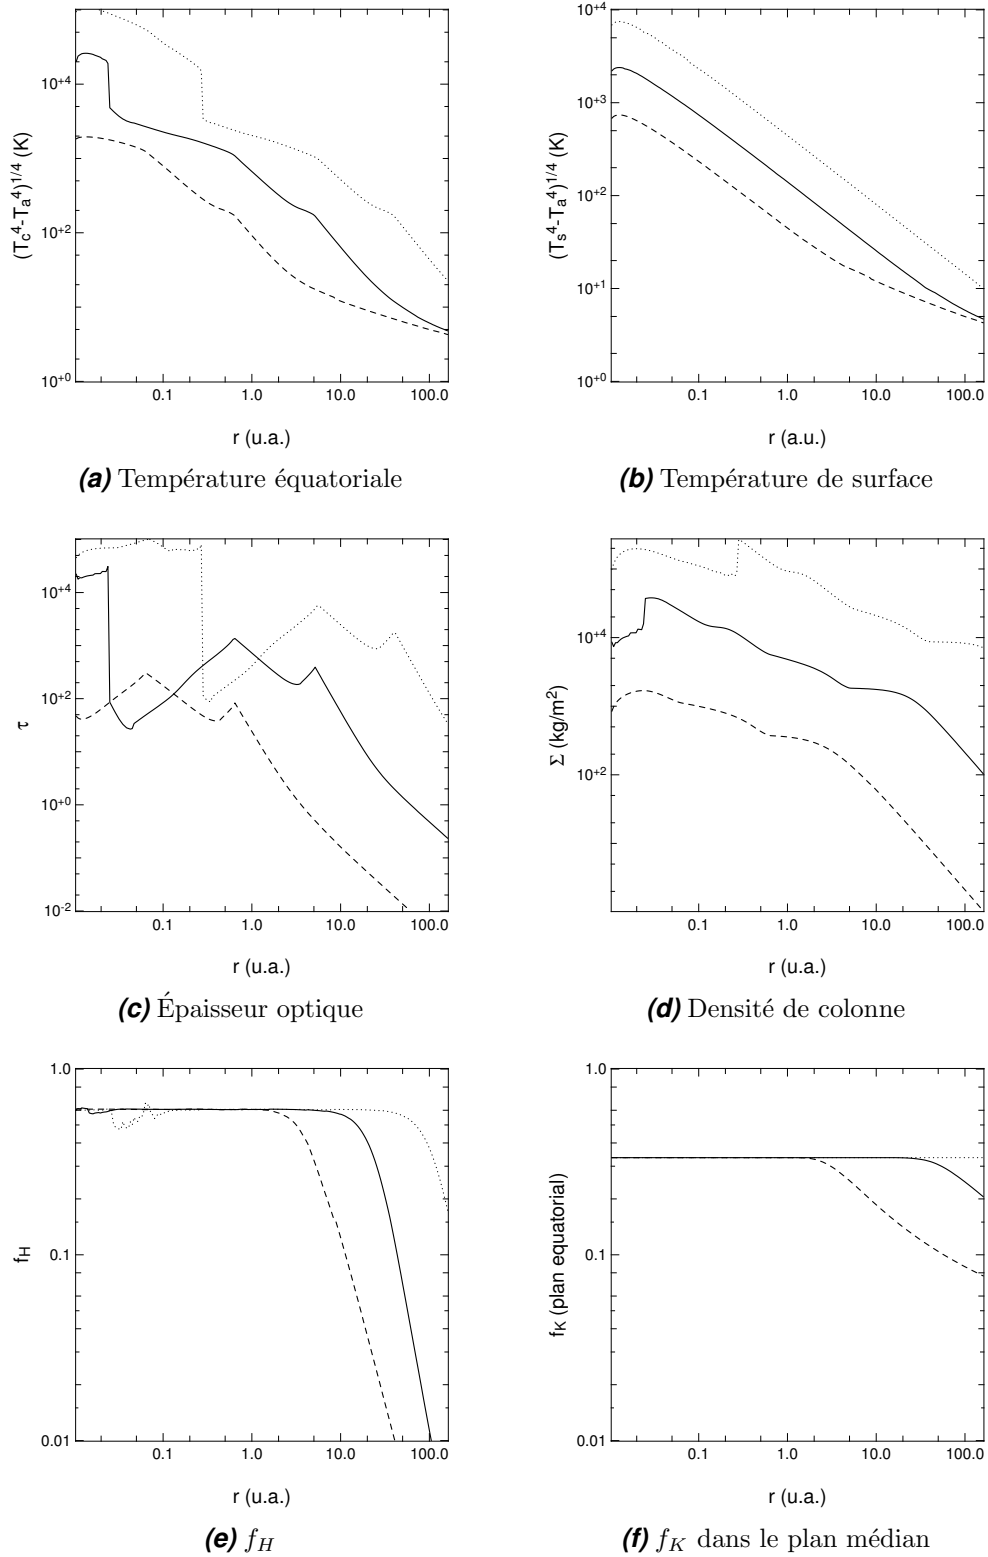 10+4
10+2
10+0
(Tc4-Ta4)1/4 (K)
0.1 1.0 10.0 100.0
r (u.a.)
(a) Température équatoriale
10+4
10+3
10+2
10+1
10+0
(Ts4-Ta4)1/4 (K)
0.1 1.0 10.0 100.0
r (a.u.)
(b) Température de surface
10+4
10+2
10+0
10-2
τ
0.1 1.0 10.0 100.0
r (u.a.)
(c) Épaisseur optique
10+4
10+2
Σ (kg/m2)
0.1 1.0 10.0 100.0
r (u.a.)
(d) Densité de colonne
1.0
0.1
0.01
fH
0.1 1.0 10.0 100.0
r (u.a.)
(e) fH
1.0
0.1
0.01
fK (plan equatorial)
0.1 1.0 10.0 100.0
r (u.a.)
(f) fK dans le plan médian